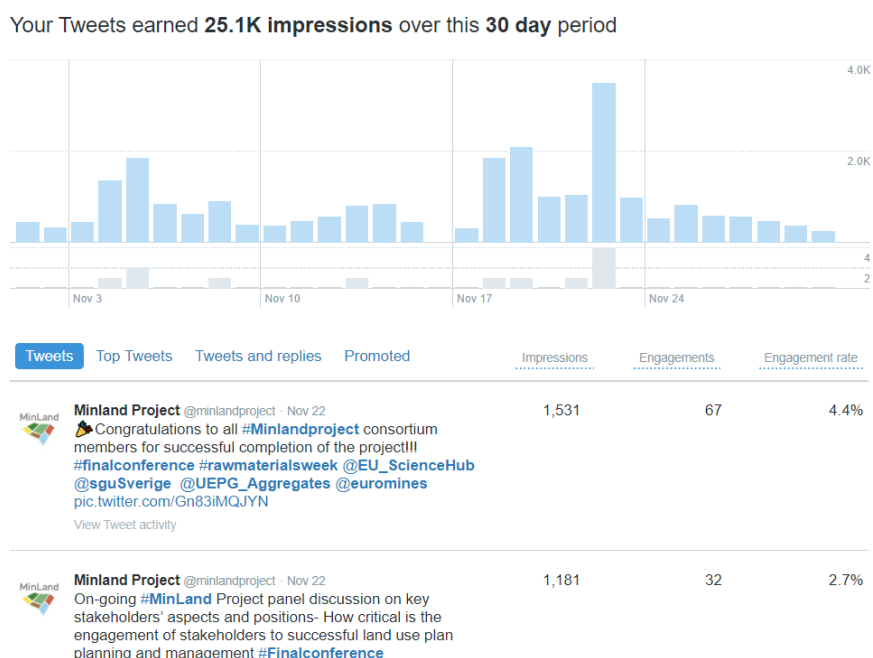 Your Tweets earned 25.1K impressions over this 30 day period
4.0K
2.0K
4
2
Nov 3
Nov 10
Nov 17
Nov 24
Tweets
Top Tweets
Tweets and replies
Promoted
Impressions
Engagements
Engagement rate
MinLand
Minland Project @minlandproject · Nov 22
1,531
67
4.4%
Congratulations to all #Minlandproject consortium
members for successful completion of the project!!!
#finalconference #rawmaterialsweek @EU_ScienceHub
@sguSverige @UEPG_Aggregates @euromines
pic.twitter.com/Gn83iMQJYN
View Tweet activity
MinLand
Minland Project @minlandproject · Nov 22
1,181
32
2.7%
On-going #MinLand Project panel discussion on key
stakeholders' aspects and positions- How critical is the
engagement of stakeholders to successful land use plan
planning and management #Finalconference